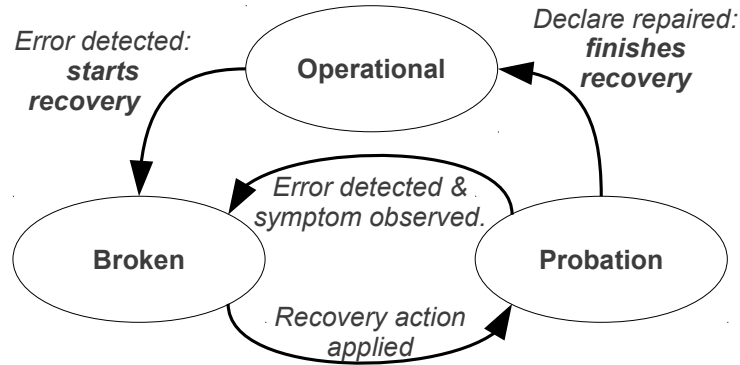 Error detected:
starts
recovery
Operational
Declare repaired:
finishes
recovery
Error detected &
symptom observed.
Broken
Probation
Recovery action
applied